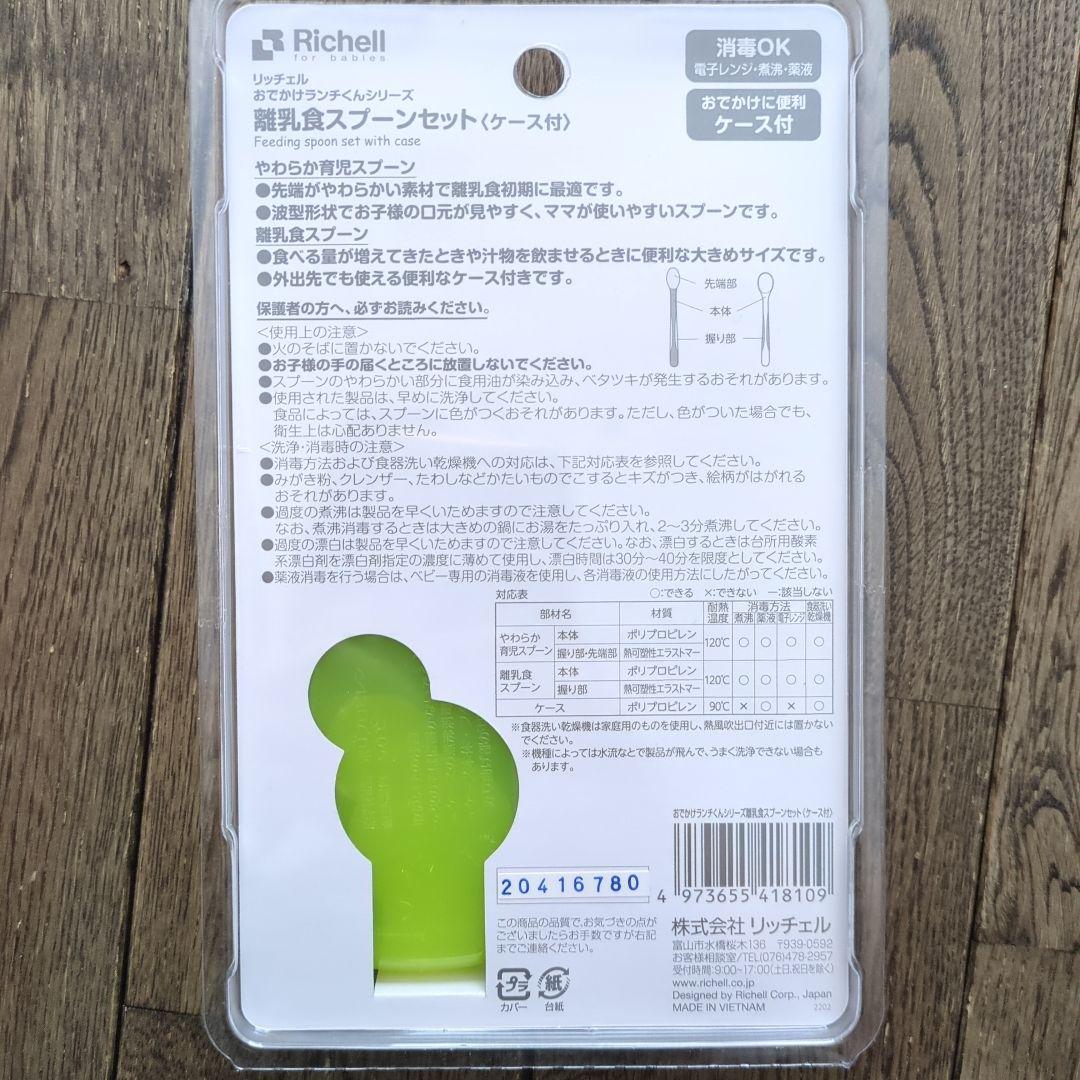 Richell
for babies
消毒OK
電子レンジ・煮沸・薬液
おでかけに便利
ケース付
リッチェル
おでかけランチくんシリーズ
離乳食スプーンセット〈ケース付〉
Feeding spoon set with case
やわらか育児スプーン
●先端がやわらかい素材で離乳食初期に最適です。
●波型形状でお子様の口元が見やすく、ママが使いやすいスプーンです。
離乳食スプーン
●食べる量が増えてきたときや汁物を飲ませるときに便利な大きめサイズです。
●外出先でも使える便利なケース付きです。
先端部
本体
握り部
保護者の方へ、必ずお読みください。
<使用上の注意>
●火のそばに置かないでください。
●お子様の手の届くところに放置しないでください。
●スプーンのやわらかい部分に食用油が染み込み、ベタツキが発生するおそれがあります。
●使用された製品は、早めに洗浄してください。
食品によっては、スプーンに色がつくおそれがあります。ただし、色がついた場合でも、
衛生上は心配ありません。
<洗浄・消毒時の注意>
●消毒方法および食器洗い乾燥機への対応は、下記対応表を参照してください。
●みがき粉、クレンザー、たわしなどかたいものでこするとキズがつき、絵柄がはがれる
おそれがあります。
●過度の煮沸は製品を早くいためますので注意してください。
なお、煮沸消毒するときは大きめの鍋にお湯をたっぷり入れ、2～3分煮沸してください。
●過度の漂白は製品を早くいためますので注意してください。なお、漂白するときは台所用酸素
系漂白剤を漂白剤指定の濃度に薄めて使用し、漂白時間は30分～40分を限度としてください。
●薬液消毒を行う場合は、ベビー専用の消毒液を使用し、各消毒液の使用方法にしたがってください。
対応表 ○:できる ×:できない ー:該当しない
部材名 材質 耐熱温度 消毒方法 煮沸 薬液 電子レンジ 食器洗い乾燥機
やわらか育児スプーン 本体 ポリプロピレン 120℃ ○ ○ ○ ○
握り部・先端部 熱可塑性エラストマー
離乳食スプーン 本体 ポリプロピレン 120℃ ○ ○ ○ ○
握り部 熱可塑性エラストマー
ケース ポリプロピレン 90℃ × ○ × ○
※食器洗い乾燥機は家庭用のものを使用し、熱風吹出口付近には置かない
でください。
※機種によっては水流などで製品が飛んで、うまく洗浄できない場合も
あります。
おでかけランチくんシリーズ離乳食スプーンセット〈ケース付〉
4 973655 418109
20416780
この商品の品質で、お気づきの点が
ございましたらお手数ですが右記
までご連絡ください。
プラ
カバー
紙
台紙
株式会社 リッチェル
富山市水橋桜木136 〒939-0592
お客様相談室/TEL(076)478-2957
受付時間:9:00~17:00(土日,祝日を除く)
www.richell.co.jp
Designed by Richell Corp., Japan
MADE IN VIETNAM
2202